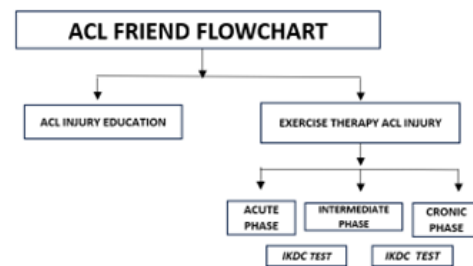 ACL FRIEND FLOWCHART
ACL INJURY EDUCATION
EXERCISE THERAPY ACL INJURY
ACUTE
PHASE
INTERMEDIATE
PHASE
CRONIC
PHASE
IKDC TEST
IKDC TEST